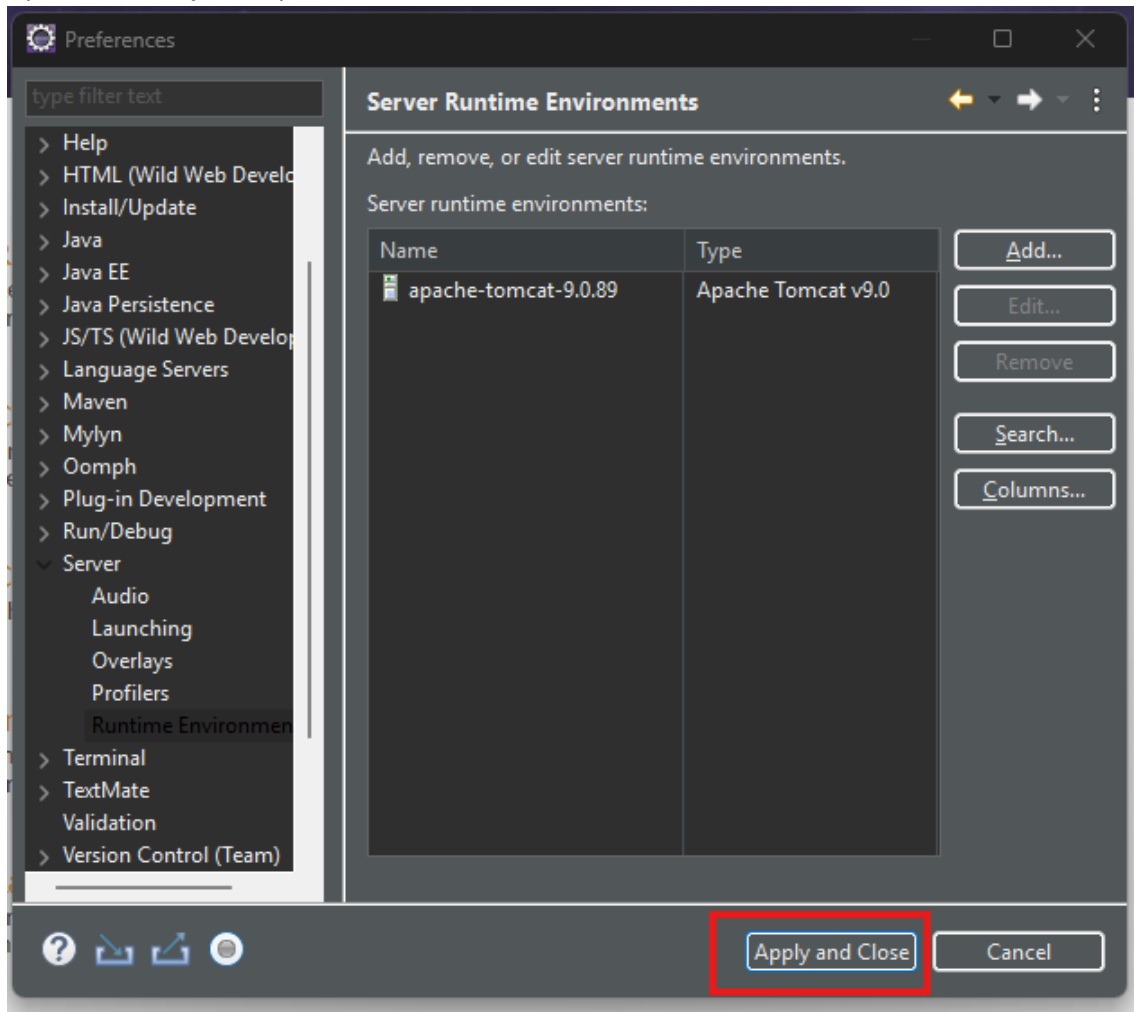 Preferences
type filter text
Server Runtime Environments
Help
HTML (Wild Web Develo
Install/Update
Java
Java EE
Java Persistence
JS/TS (Wild Web Develop
Language Servers
Maven
Mylyn
Oomph
Plug-in Development
Run/Debug
Server
Audio
Launching
Overlays
Profilers
Runtime Environmen
Terminal
TextMate
Validation
Version Control (Team)
Add, remove, or edit server runtime environments.
Server runtime environments:
Name Type
apache-tomcat-9.0.89 Apache Tomcat v9.0
Add...
Edit...
Remove
Search...
Columns...
Apply and Close Cancel